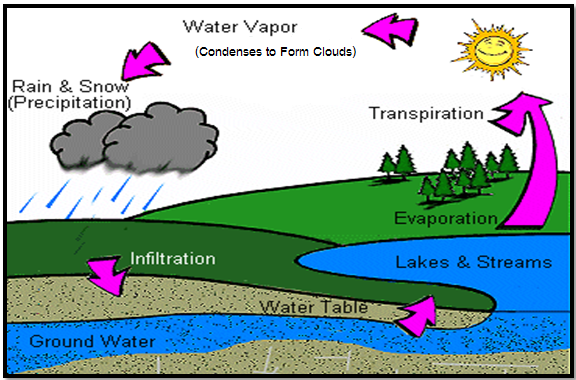 Water Vapor
(Condenses to Form Clouds)
Rain & Snow
(Precipitation)
Transpiration
Evaporation
Infiltration
Lakes & Streams
Water Table
Ground Water